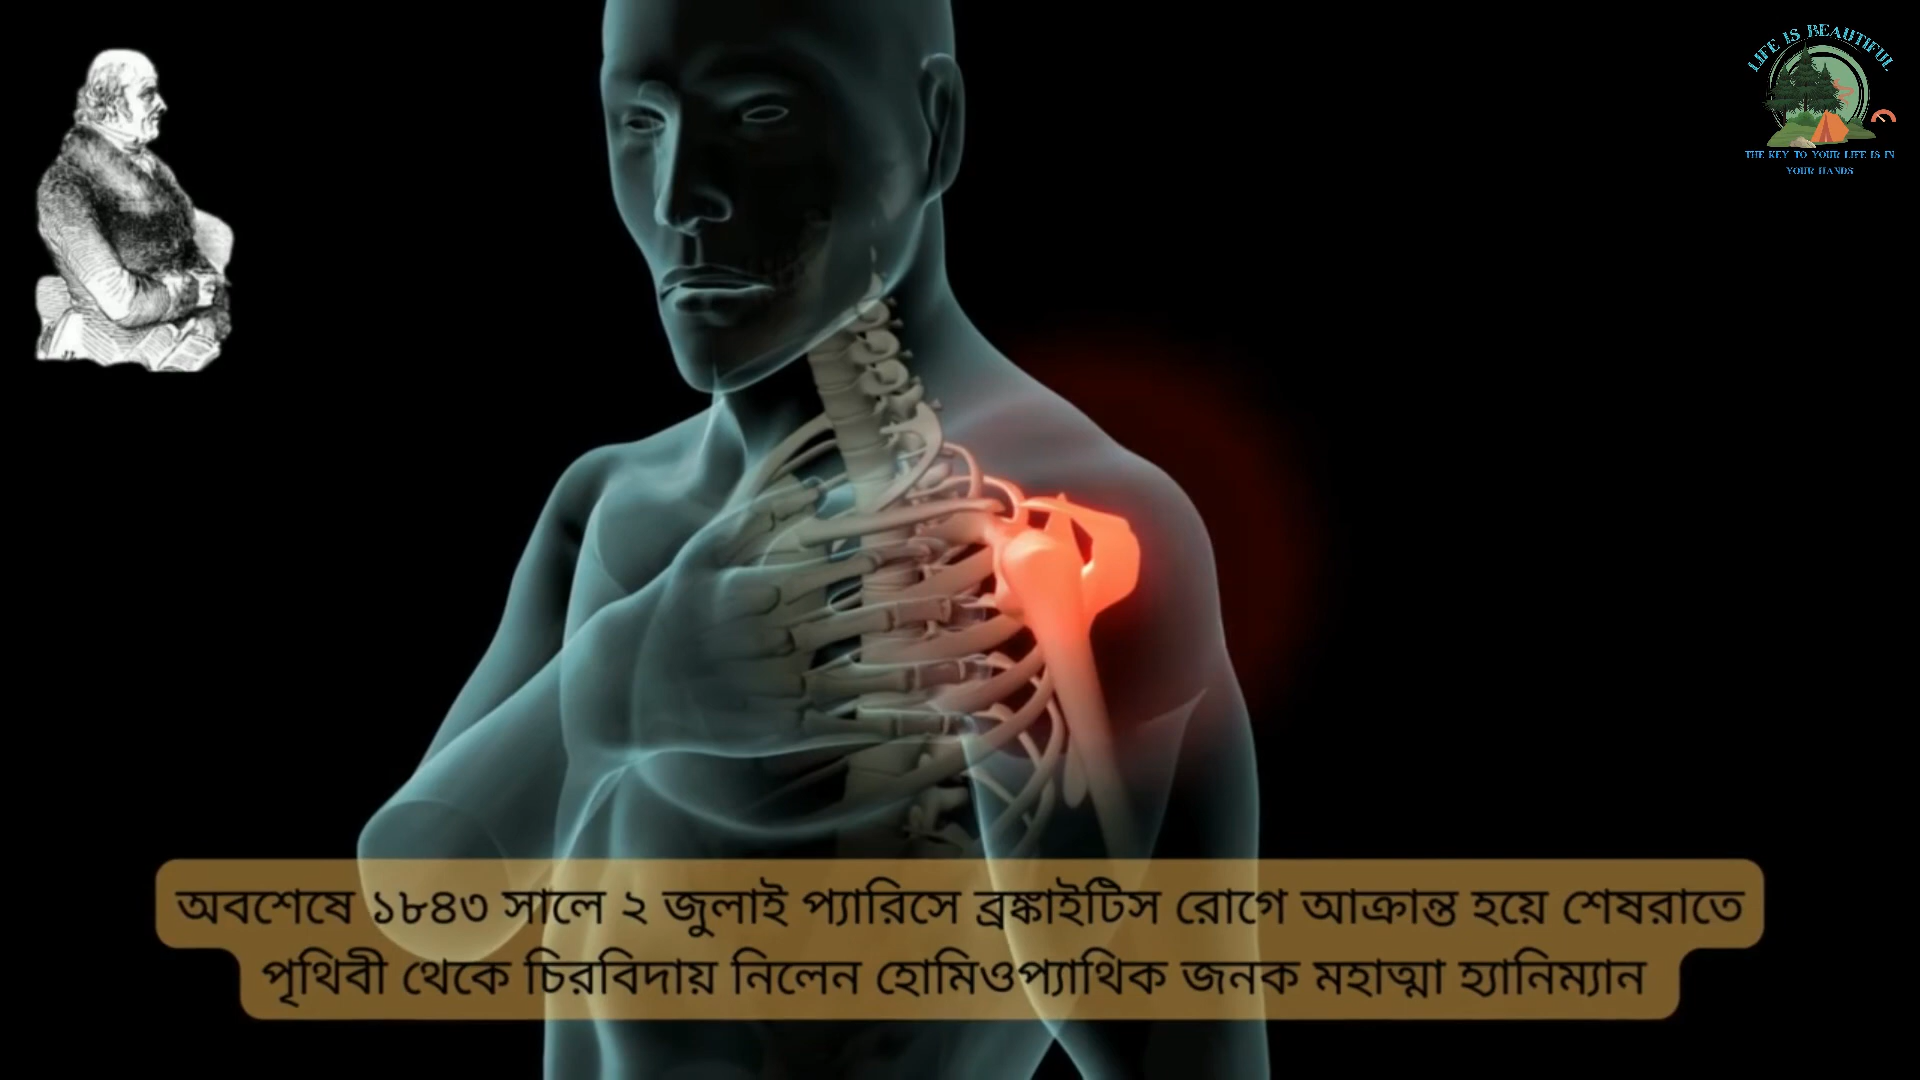 LIFE IS BEAUTIFUL
THE KEY TO YOUR LIFE IS IN
YOUR HANDS
অবশেষে ১৮৪৩ সালে ২ জুলাই প্যারিসে ব্রঙ্কাইটিস রোগে আক্রান্ত হয়ে শেষরাতে
পৃথিবী থেকে চিরবিদায় নিলেন হোমিওপ্যাথিক জনক মহাত্মা হ্যানিম্যান